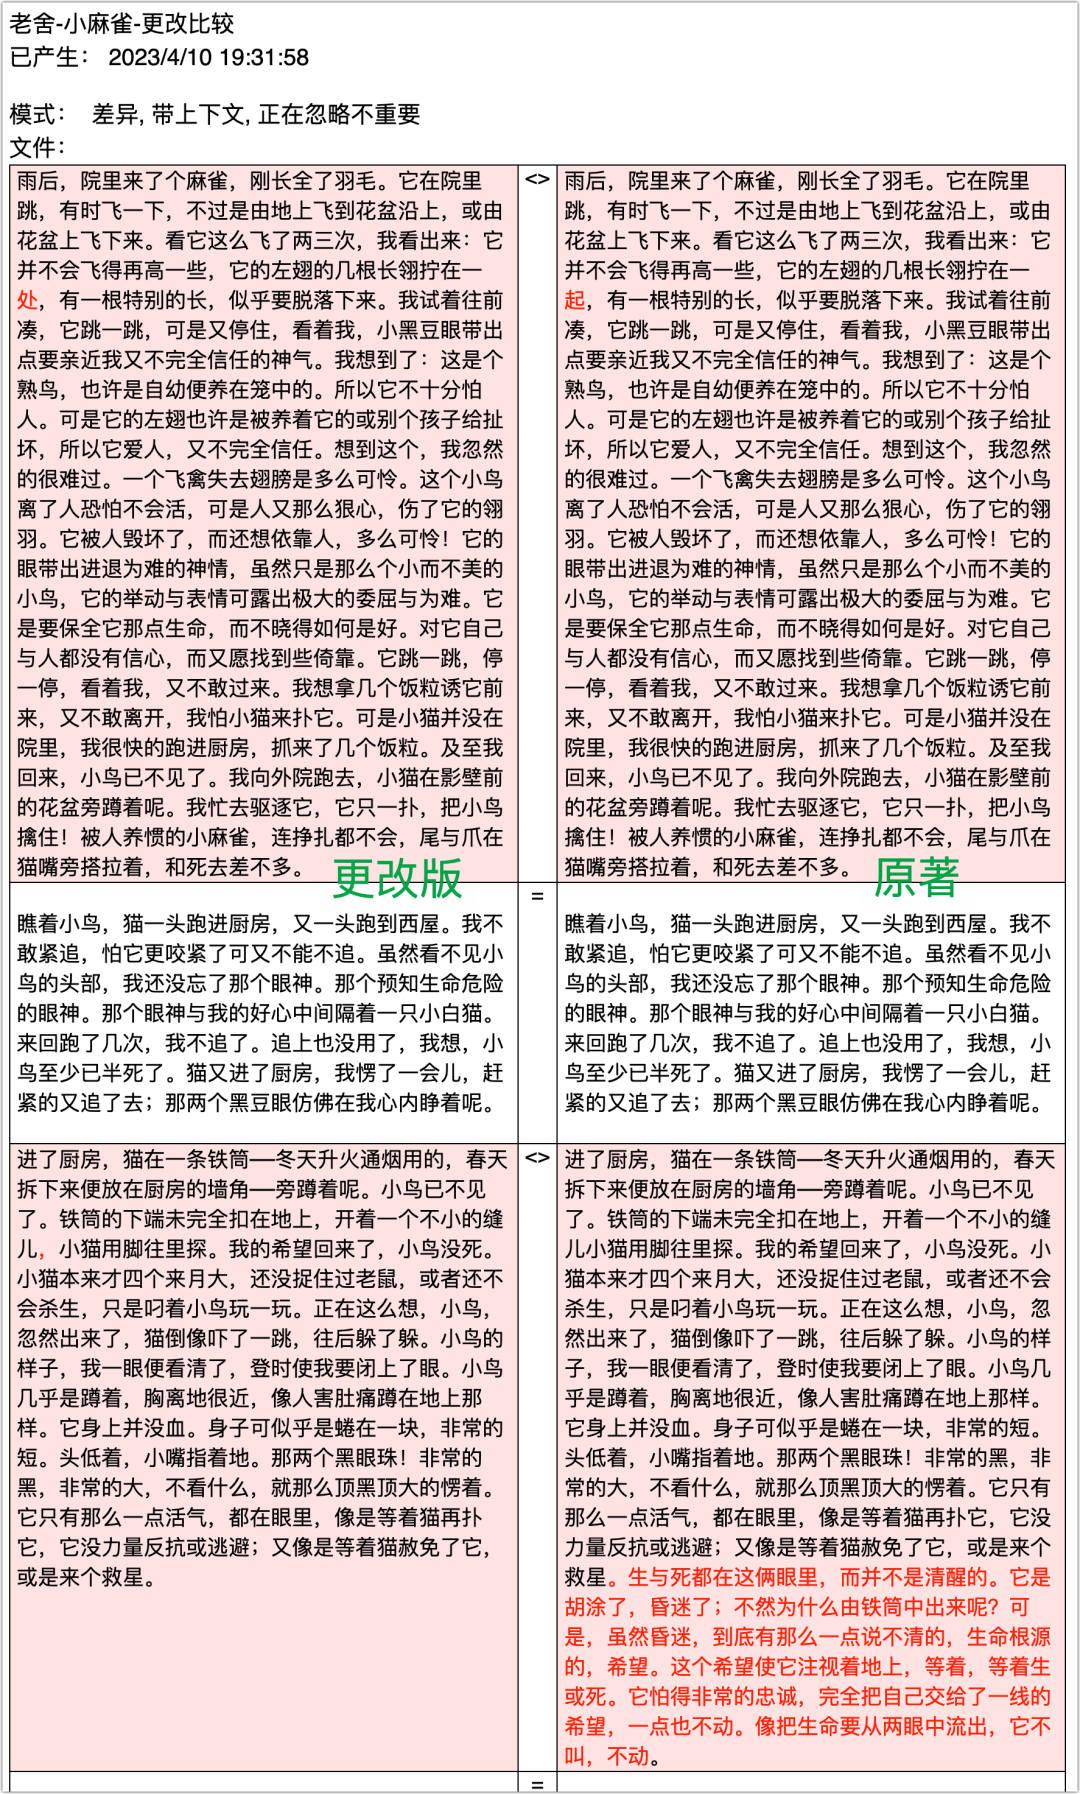 老舍-小麻雀-更改比较
已产生： 2023/4/10 19:31:58
模式： 差异, 带上下文, 正在忽略不重要
文件：
雨后，院里来了个麻雀，刚长全了羽毛。它在院里
跳，有时飞一下，不过是由地上飞到花盆沿上，或由
花盆上飞下来。看它这么飞了两三次，我看出来：它
并不会飞得再高一些，它的左翅的几根长翎拧在一
处，有一根特别的长，似乎要脱落下来。我试着往前
凑，它跳一跳，可是又停住，看着我，小黑豆眼带出
点要亲近我又不完全信任的神气。我想到了：这是个
熟鸟，也许是自幼便养在笼中的。所以它不十分怕
人。可是它的左翅也许是被养着它的或别个孩子给扯
坏，所以它爱人，又不完全信任。想到这个，我忽然
的很难过。一个飞禽失去翅膀是多么可怜。这个小鸟
离了人恐怕不会活，可是人又那么狠心，伤了它的翎
羽。它被人毁坏了，而还想依靠人，多么可怜！它的
眼带出进退为难的神情，虽然只是那么个小而不美的
小鸟，它的举动与表情可露出极大的委屈与为难。它
是要保全它那点生命，而不晓得如何是好。对它自己
与人都没有信心，而又愿找到些倚靠。它跳一跳，停
一停，看着我，又不敢过来。我想拿几个饭粒诱它前
来，又不敢离开，我怕小猫来扑它。可是小猫并没在
院里，我很快的跑进厨房，抓来了几个饭粒。及至我
回来，小鸟已不见了。我向外院跑去，小猫在影壁前
的花盆旁蹲着呢。我忙去驱逐它，它只一扑，把小鸟
擒住！被人养惯的小麻雀，连挣扎都不会，尾与爪在
猫嘴旁搭拉着，和死去差不多。
更改版
<>
雨后，院里来了个麻雀，刚长全了羽毛。它在院里
跳，有时飞一下，不过是由地上飞到花盆沿上，或由
花盆上飞下来。看它这么飞了两三次，我看出来：它
并不会飞得再高一些，它的左翅的几根长翎拧在一
起，有一根特别的长，似乎要脱落下来。我试着往前
凑，它跳一跳，可是又停住，看着我，小黑豆眼带出
点要亲近我又不完全信任的神气。我想到了：这是个
熟鸟，也许是自幼便养在笼中的。所以它不十分怕
人。可是它的左翅也许是被养着它的或别个孩子给扯
坏，所以它爱人，又不完全信任。想到这个，我忽然
的很难过。一个飞禽失去翅膀是多么可怜。这个小鸟
离了人恐怕不会活，可是人又那么狠心，伤了它的翎
羽。它被人毁坏了，而还想依靠人，多么可怜！它的
眼带出进退为难的神情，虽然只是那么个小而不美的
小鸟，它的举动与表情可露出极大的委屈与为难。它
是要保全它那点生命，而不晓得如何是好。对它自己
与人都没有信心，而又愿找到些倚靠。它跳一跳，停
一停，看着我，又不敢过来。我想拿几个饭粒诱它前
来，又不敢离开，我怕小猫来扑它。可是小猫并没在
院里，我很快的跑进厨房，抓来了几个饭粒。及至我
回来，小鸟已不见了。我向外院跑去，小猫在影壁前
的花盆旁蹲着呢。我忙去驱逐它，它只一扑，把小鸟
擒住！被人养惯的小麻雀，连挣扎都不会，尾与爪在
猫嘴旁搭拉着，和死去差不多。
原著
瞧着小鸟，猫一头跑进厨房，又一头跑到西屋。我不
敢紧追，怕它更咬紧了可又不能不追。虽然看不见小
鸟的头部，我还没忘了那个眼神。那个预知生命危险
的眼神。那个眼神与我的好心中间隔着一只小白猫。
来回跑了几次，我不追了。追上也没用了，我想，小
鸟至少已半死了。猫又进了厨房，我愣了一会儿，赶
紧的又追了去；那两个黑豆眼仿佛在我心内睁着呢。
=
瞧着小鸟，猫一头跑进厨房，又一头跑到西屋。我不
敢紧追，怕它更咬紧了可又不能不追。虽然看不见小
鸟的头部，我还没忘了那个眼神。那个预知生命危险
的眼神。那个眼神与我的好心中间隔着一只小白猫。
来回跑了几次，我不追了。追上也没用了，我想，小
鸟至少已半死了。猫又进了厨房，我愣了一会儿，赶
紧的又追了去；那两个黑豆眼仿佛在我心内睁着呢。
进了厨房，猫在一条铁筒——冬天升火通烟用的，春天
拆下来便放在厨房的墙角——旁蹲着呢。小鸟已不见
了。铁筒的下端未完全扣在地上，开着一个不小的缝
儿，小猫用脚往里探。我的希望回来了，小鸟没死。
小猫本来才四个来月大，还没捉住过老鼠，或者还不
会杀生，只是叼着小鸟玩一玩。正在这么想，小鸟，
忽然出来了，猫倒像吓了一跳，往后躲了躲。小鸟的
样子，我一眼便看清了，登时使我要闭上了眼。小鸟
几乎是蹲着，胸离地很近，像人害肚痛蹲在地上那
样。它身上并没血。身子可似乎是蜷在一块，非常的
短。头低着，小嘴指着地。那两个黑眼珠！非常的
黑，非常的大，不看什么，就那么顶黑顶大的愣着。
它只有那么一点活气，都在眼里，像是等着猫再扑
它，它没力量反抗或逃避；又像是等着猫赦免了它，
或是来个救星。
<>
进了厨房，猫在一条铁筒——冬天升火通烟用的，春天
拆下来便放在厨房的墙角——旁蹲着呢。小鸟已不见
了。铁筒的下端未完全扣在地上，开着一个不小的缝
儿小猫用脚往里探。我的希望回来了，小鸟没死。小
猫本来才四个来月大，还没捉住过老鼠，或者还不会
杀生，只是叼着小鸟玩一玩。正在这么想，小鸟，忽
然出来了，猫倒像吓了一跳，往后躲了躲。小鸟的样
子，我一眼便看清了，登时使我要闭上了眼。小鸟几
乎是蹲着，胸离地很近，像人害肚痛蹲在地上那样。
它身上并没血。身子可似乎是蜷在一块，非常的短。
头低着，小嘴指着地。那两个黑眼珠！非常的黑，非
常的大，不看什么，就那么顶黑顶大的愣着。它只有
那么一点活气，都在眼里，像是等着猫再扑它，它没
力量反抗或逃避；又像是等着猫赦免了它，或是来个
救星。生与死都在这俩眼里，而并不是清醒的。它是
胡涂了，昏迷了；不然为什么由铁筒中出来呢？可
是，虽然昏迷，到底有那么一点说不清的，生命根源
的，希望。这个希望使它注视着地上，等着，等着生
或死。它怕得非常的忠诚，完全把自己交给了一线的
希望，一点也不动。像把生命要从两眼中流出，它不
叫，不动。
=